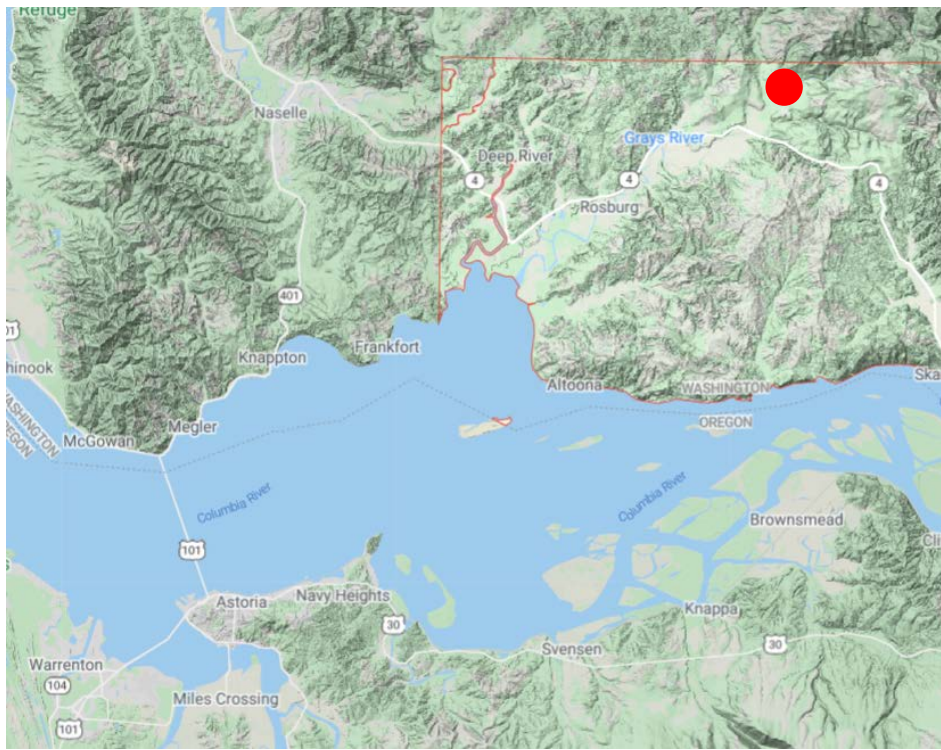 Refuge
Naselle
Grays River
Deep River
4
4
4
Rosburg
401
101
Knappton
Frankfort
hinook
Altoona
WASHINGTON
Ska
WASHINGTON
OREGON
OREGON
McGowan
Megler
Columbia River
Columbia River
Brownsmead
Cli
101
Astoria
Navy Heights
s
Knappa
30
Svensen
30
Warrenton
104
Miles Crossing
101